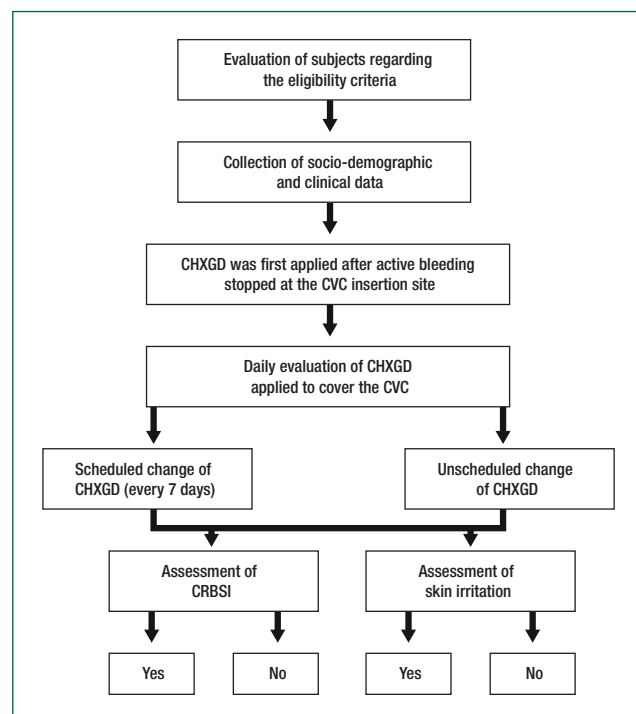 Evaluation of subjects regarding
the eligibility criteria
Collection of socio-demographic
and clinical data
CHXGD was first applied after active bleeding
stopped at the CVC insertion site
Daily evaluation of CHXGD
applied to cover the CVC
Scheduled change of
CHXGD (every 7 days)
Unscheduled change
of CHXGD
Assessment of
CRBSI
Assessment of
skin irritation
Yes
No
Yes
No